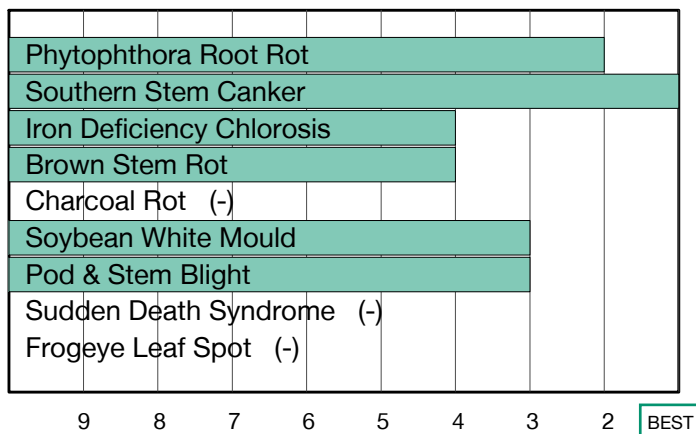 Phytophthora Root Rot
Southern Stem Canker
Iron Deficiency Chlorosis
Brown Stem Rot
Charcoal Rot (-)
Soybean White Mould
Pod & Stem Blight
Sudden Death Syndrome (-)
Frogeye Leaf Spot (-)
9 8 7 6 5 4 3 2 BEST